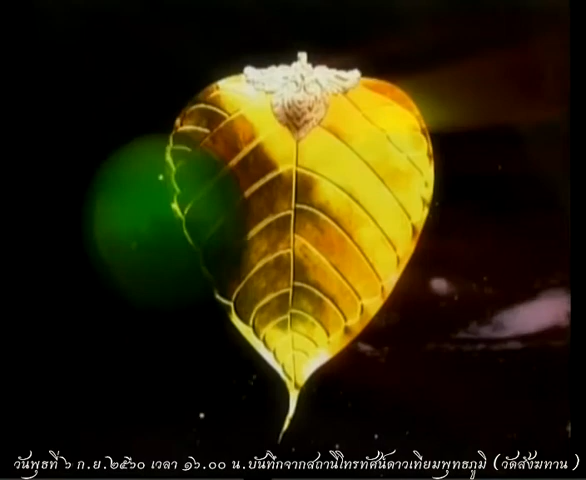 วันพุธที่ ๖ ก.ย.๒๕๖๐ เวลา ๑๖.๐๐ น.บันทึกจากสถานีโทรทัศน์ดาวเทียมพุทธภูมิ (วัดสังฆทาน)